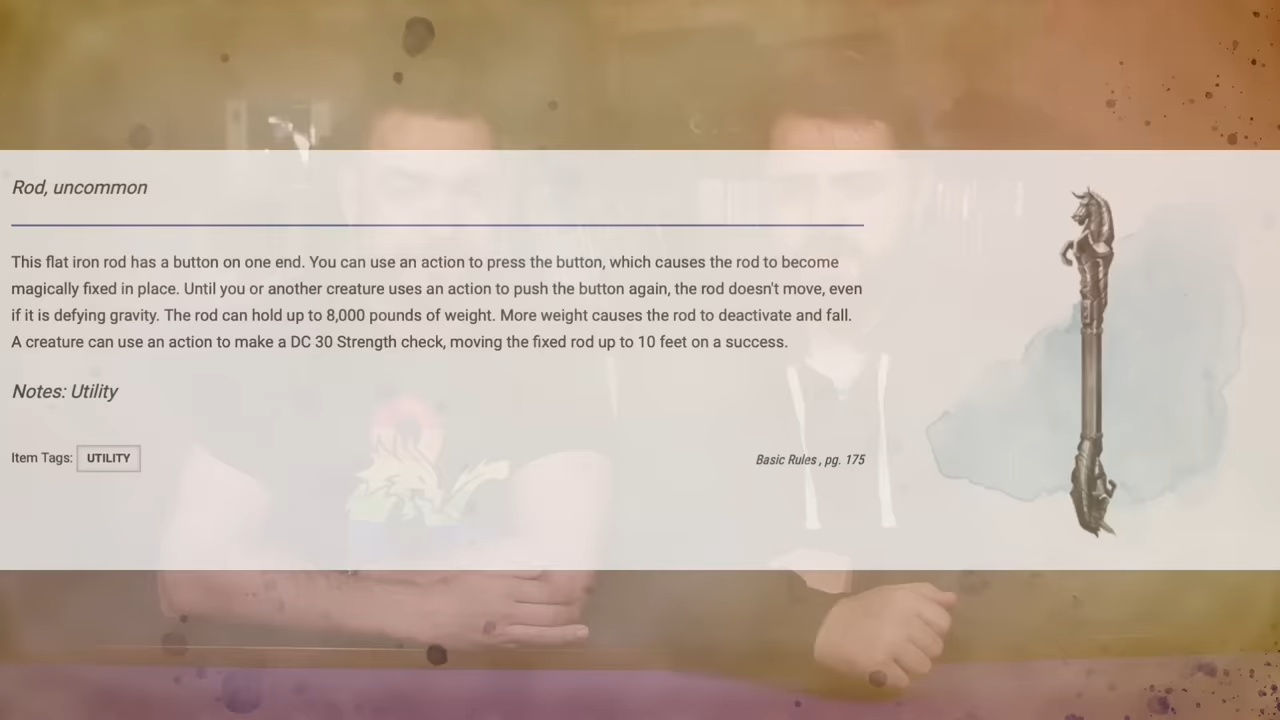 Rod, uncommon
This flat iron rod has a button on one end. You can use an action to press the button, which causes the rod to become
magically fixed in place. Until you or another creature uses an action to push the button again, the rod doesn't move, even
if it is defying gravity. The rod can hold up to 8,000 pounds of weight. More weight causes the rod to deactivate and fall.
A creature can use an action to make a DC 30 Strength check, moving the fixed rod up to 10 feet on a success.
Notes: Utility
Item Tags: UTILITY
Basic Rules , pg. 175